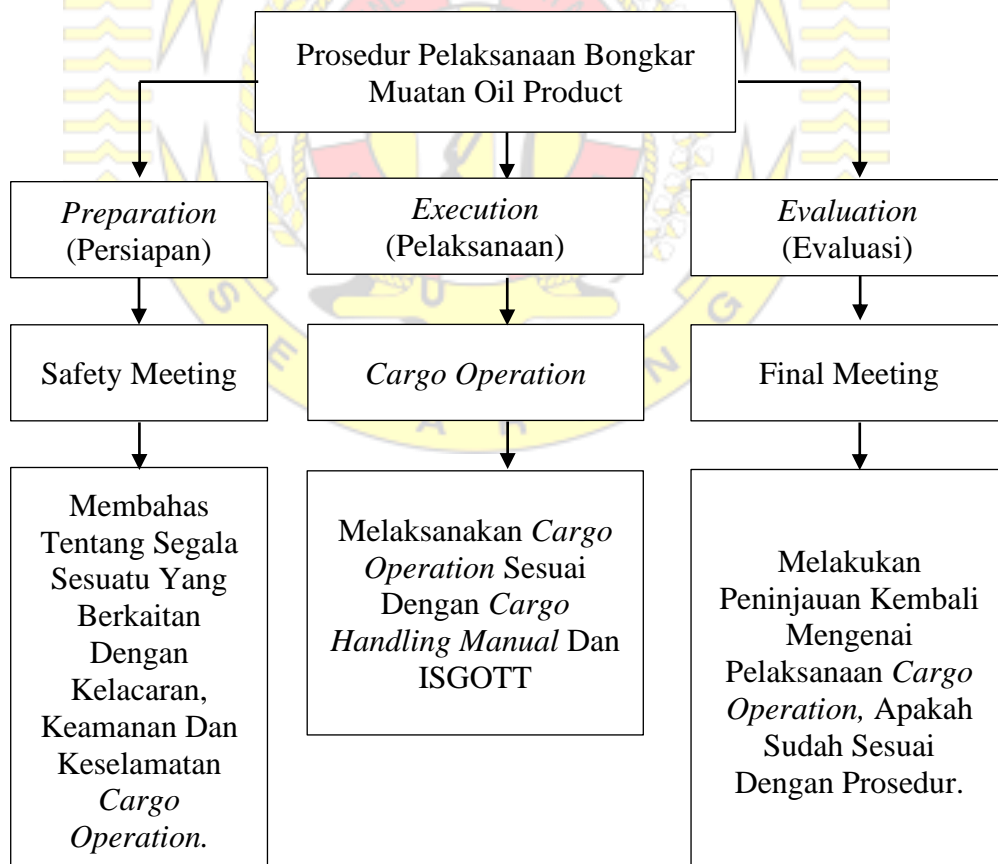 Prosedur Pelaksanaan Bongkar
Muatan Oil Product
Preparation
(Persiapan)
Execution
(Pelaksanaan)
Evaluation
(Evaluasi)
Safety Meeting
Cargo Operation
Final Meeting
Membahas
Tentang Segala
Sesuatu Yang
Berkaitan
Dengan
Kelacaran,
Keamanan Dan
Keselamatan
Cargo
Operation.
Melaksanakan Cargo
Operation Sesuai
Dengan Cargo
Handling Manual Dan
ISGOTT
Melakukan
Peninjauan Kembali
Mengenai
Pelaksanaan Cargo
Operation, Apakah
Sudah Sesuai
Dengan Prosedur.